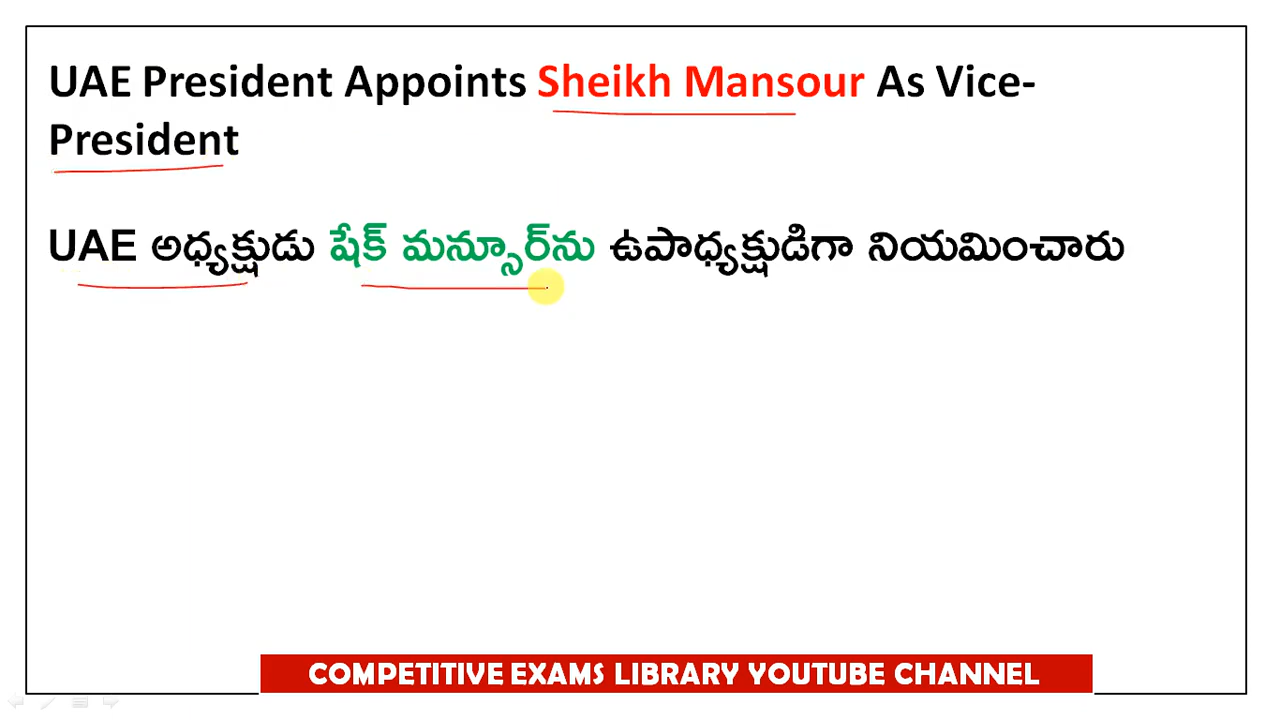 UAE President Appoints Sheikh Mansour As Vice-
President
UAE అధ్యక్షుడు షేక్ మన్సూర్‌ను ఉపాధ్యక్షుడిగా నియమించారు
COMPETITIVE EXAMS LIBRARY YOUTUBE CHANNEL